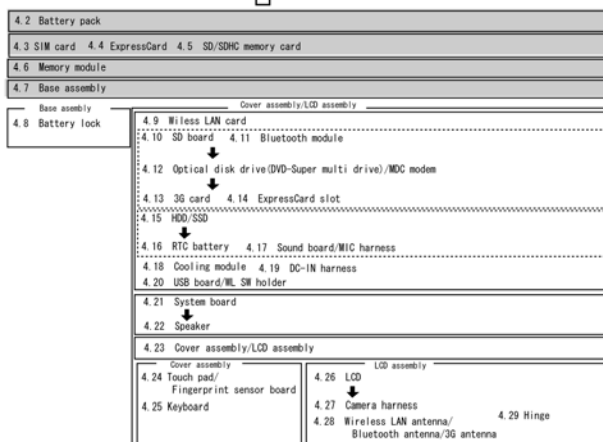 4.2 Battery pack
4.3 SIM card 4.4 ExpressCard 4.5 SD/SDHC memory card
4.6 Memory module
4.7 Base assembly
Base asembly
Cover assembly/LCD assembly
4.8 Battery lock
4.9 Wiless LAN card
4.10 SD board 4.11 Bluetooth module
4.12 Optical disk drive(DVD-Super multi drive)/MDC modem
4.13 3G card 4.14 ExpressCard slot
4.15 HDD/SSD
4.16 RTC battery 4.17 Sound board/MIC harness
4.18 Cooling module 4.19 DC-IN harness
4.20 USB board/WL SW holder
4.21 System board
4.22 Speaker
4.23 Cover assembly/LCD assembly
Cover asembly
4.24 Touch pad/
Fingerprint sensor board
4.25 Keyboard
LCD assembly
4.26 LCD
4.27 Camera harness
4.28 Wireless LAN antenna/
Bluetooth antenna/3G antenna
4.29 Hinge